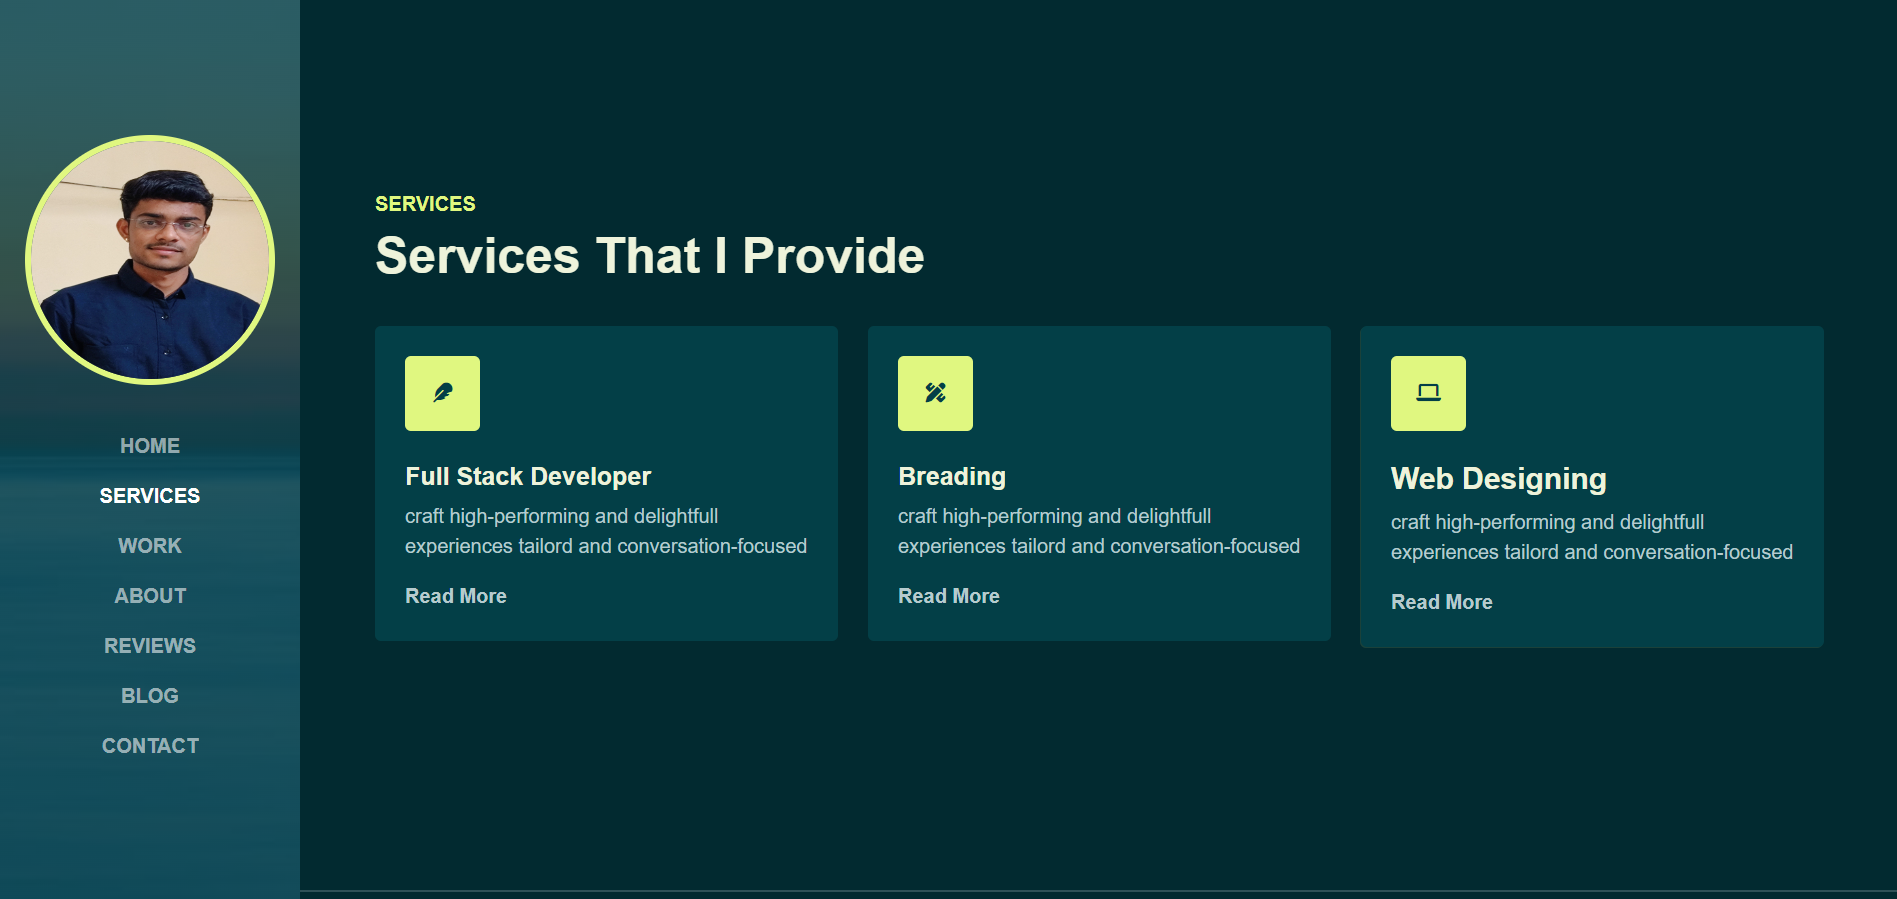 HOME
SERVICES
WORK
ABOUT
REVIEWS
BLOG
CONTACT
SERVICES
Services That I Provide
Full Stack Developer
craft high-performing and delightfull
experiences tailord and conversation-focused
Read More
Breading
craft high-performing and delightfull
experiences tailord and conversation-focused
Read More
Web Designing
craft high-performing and delightfull
experiences tailord and conversation-focused
Read More